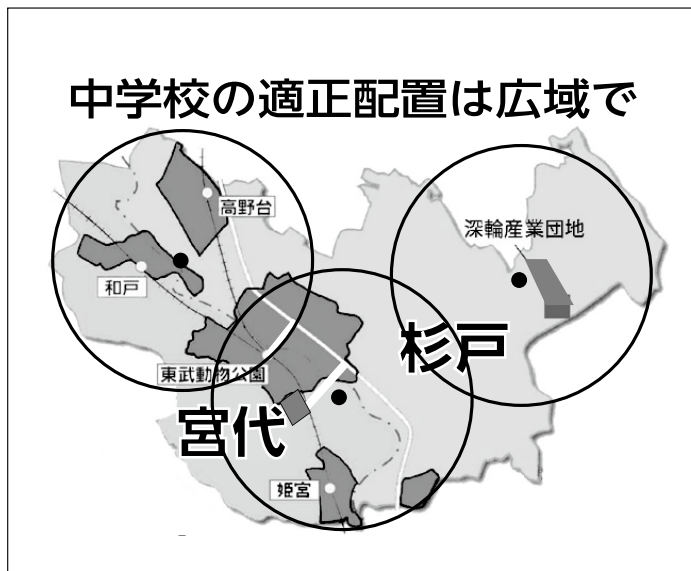 中学校の適正配置は広域で
高野台
深輪産業団地
和戸
杉戸
東武動物公園
宮代
姫宮